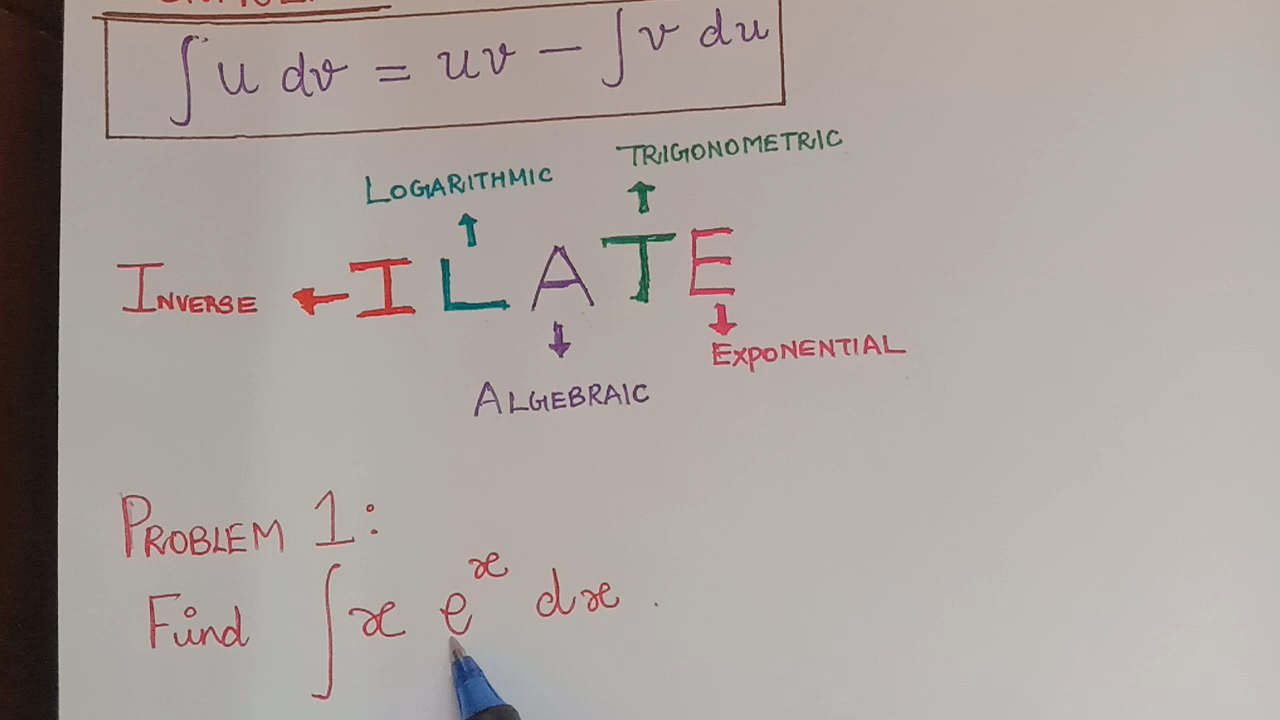 ∫ u dv = uv − ∫ v du
TRIGONOMETRIC
LOGARITHMIC
INVERSE ← ILATE
EXPONENTIAL
ALGEBRAIC
PROBLEM 1:
Find ∫ x e^x dx .